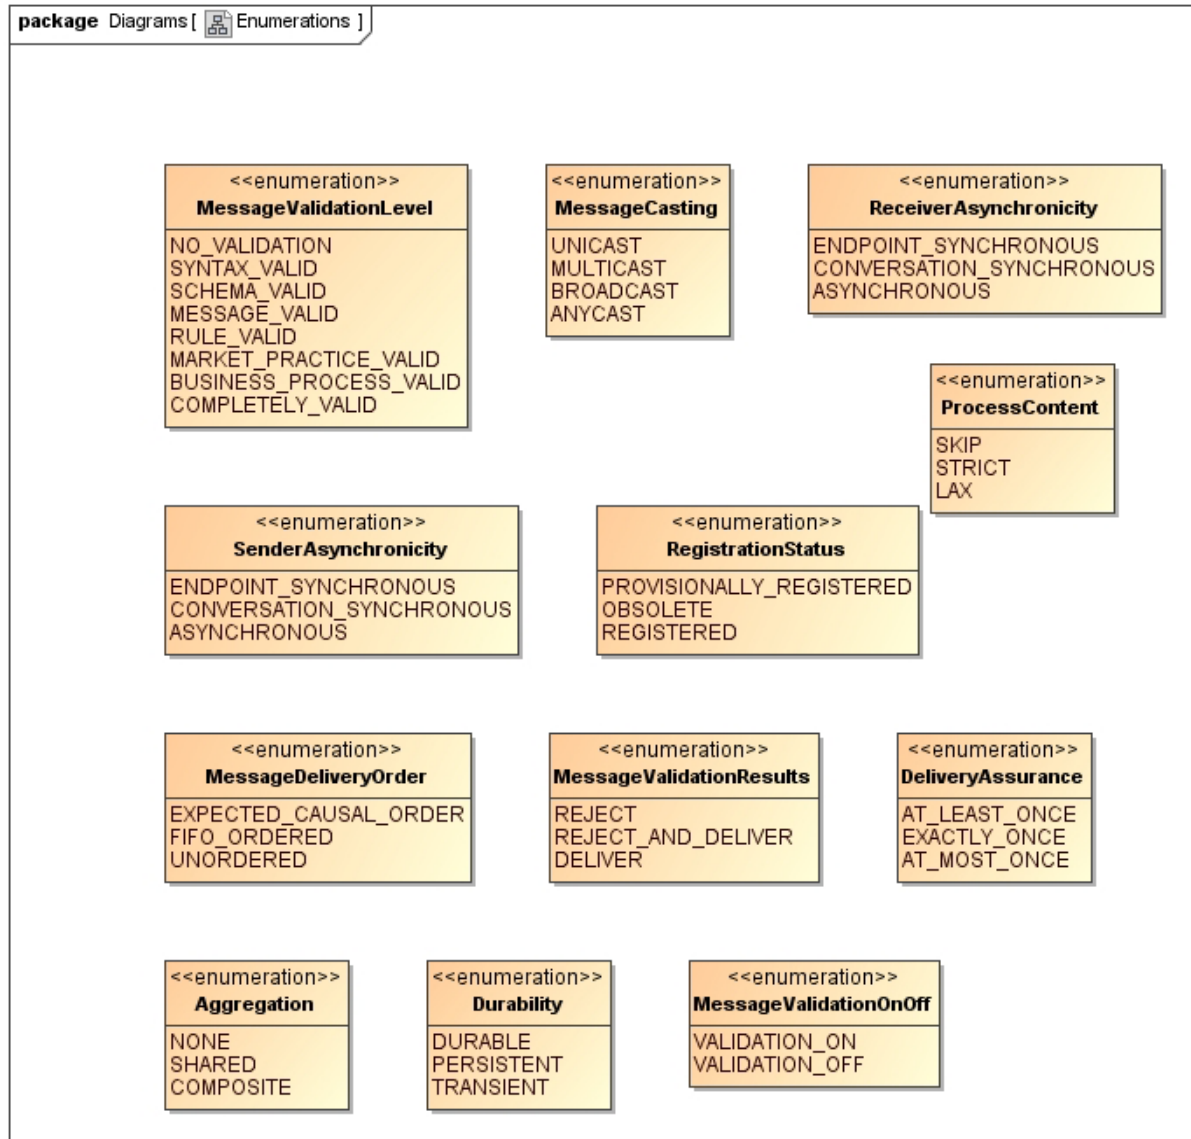 package Diagrams [ Enumerations ]
<<enumeration>>
MessageValidationLevel
NO_VALIDATION
SYNTAX_VALID
SCHEMA_VALID
MESSAGE_VALID
RULE_VALID
MARKET_PRACTICE_VALID
BUSINESS_PROCESS_VALID
COMPLETELY_VALID
<<enumeration>>
MessageCasting
UNICAST
MULTICAST
BROADCAST
ANYCAST
<<enumeration>>
ReceiverAsynchronicity
ENDPOINT_SYNCHRONOUS
CONVERSATION_SYNCHRONOUS
ASYNCHRONOUS
<<enumeration>>
ProcessContent
SKIP
STRICT
LAX
<<enumeration>>
SenderAsynchronicity
ENDPOINT_SYNCHRONOUS
CONVERSATION_SYNCHRONOUS
ASYNCHRONOUS
<<enumeration>>
RegistrationStatus
PROVISIONALLY_REGISTERED
OBSOLETE
REGISTERED
<<enumeration>>
MessageDeliveryOrder
EXPECTED_CAUSAL_ORDER
FIFO_ORDERED
UNORDERED
<<enumeration>>
MessageValidationResults
REJECT
REJECT_AND_DELIVER
DELIVER
<<enumeration>>
DeliveryAssurance
AT_LEAST_ONCE
EXACTLY_ONCE
AT_MOST_ONCE
<<enumeration>>
Aggregation
NONE
SHARED
COMPOSITE
<<enumeration>>
Durability
DURABLE
PERSISTENT
TRANSIENT
<<enumeration>>
MessageValidationOnOff
VALIDATION_ON
VALIDATION_OFF